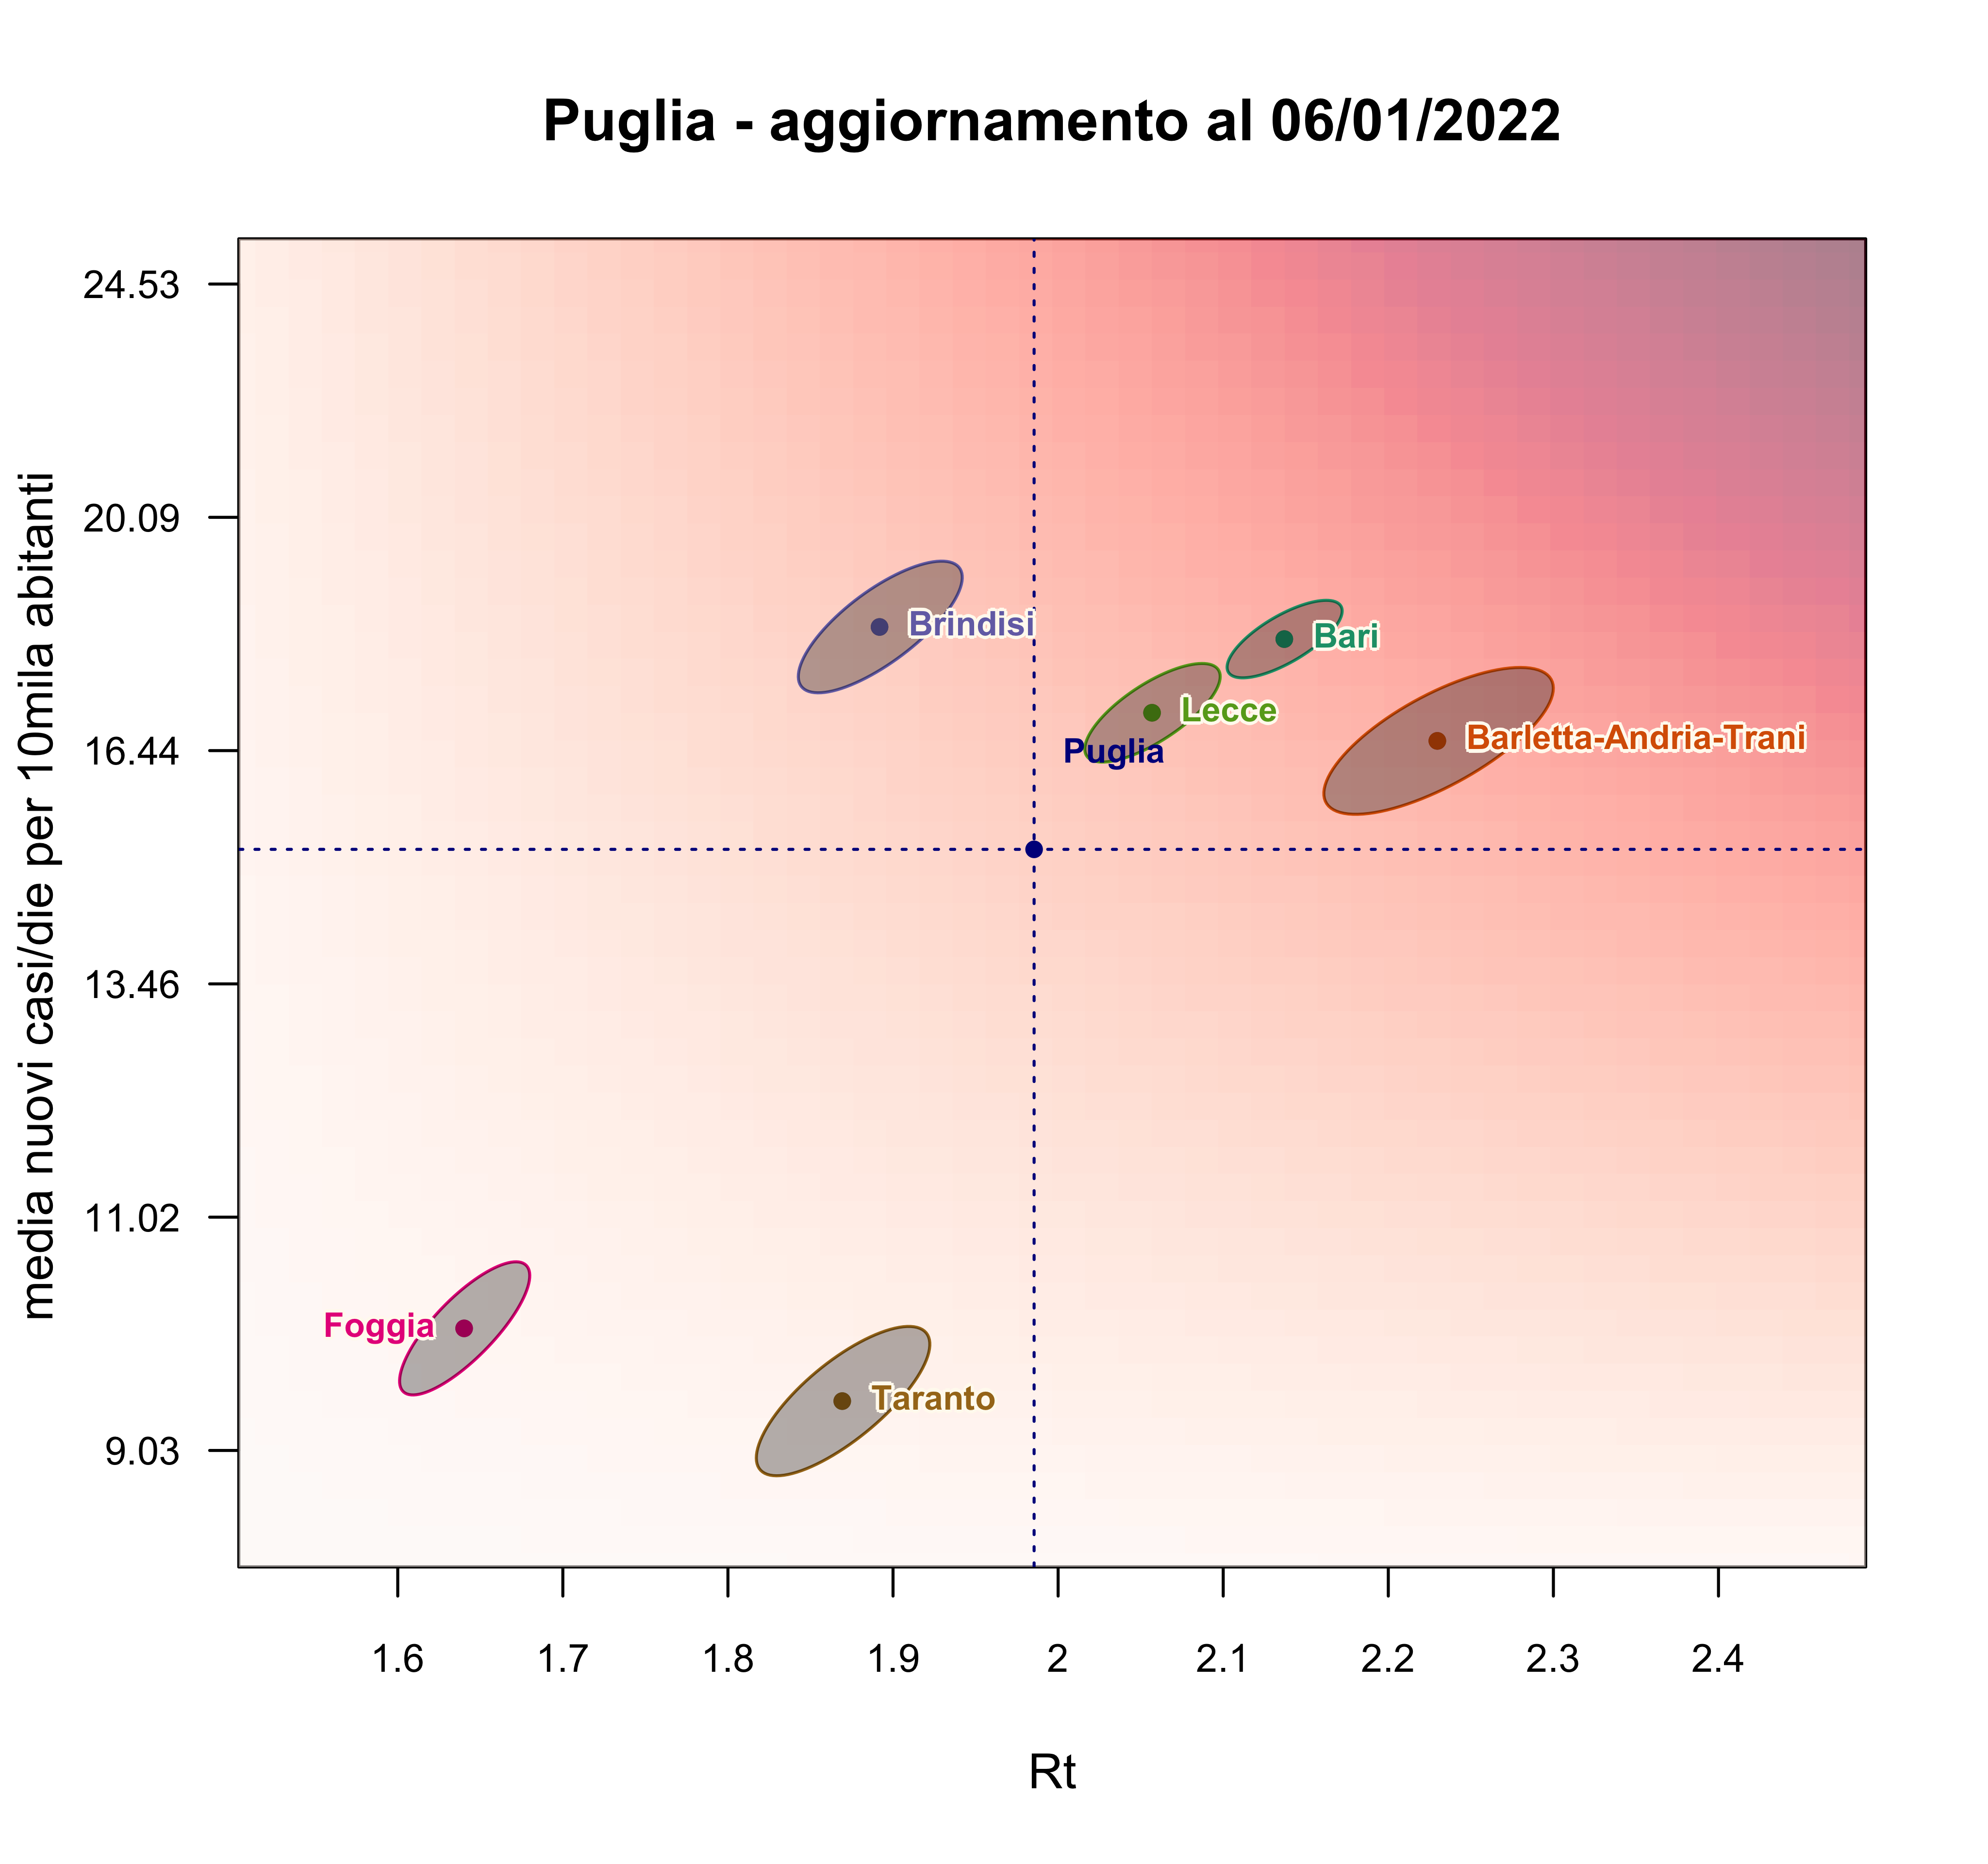 Puglia - aggiornamento al 06/01/2022
media nuovi casi/die per 10mila abitanti
24.53
20.09
16.44
13.46
11.02
9.03
Brindisi
Bari
Lecce
Barletta-Andria-Trani
Puglia
Foggia
Taranto
1.6 1.7 1.8 1.9 2 2.1 2.2 2.3 2.4
Rt